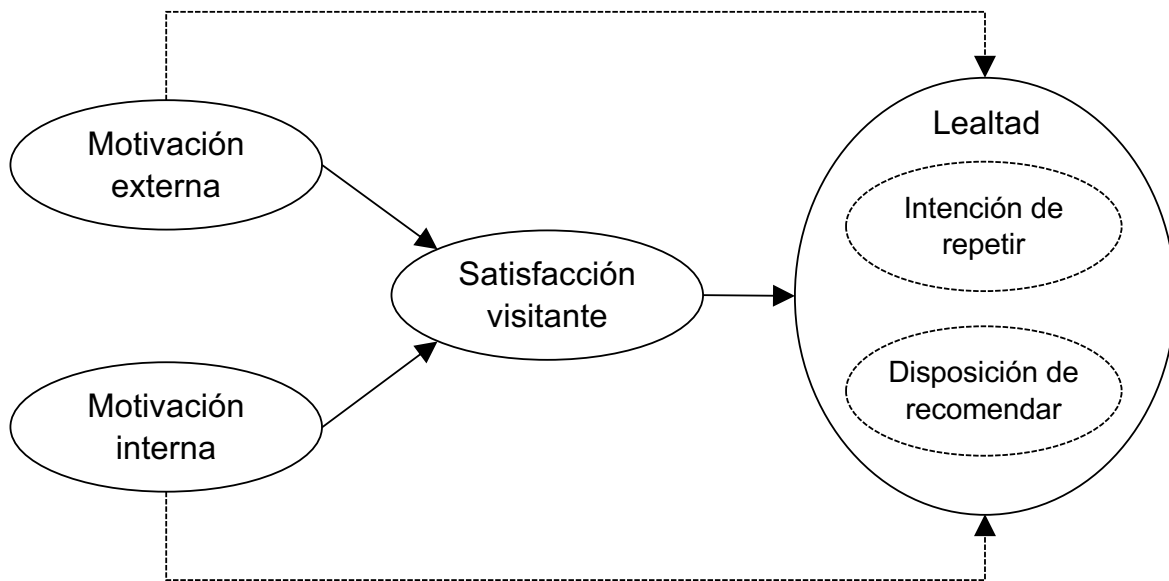 Motivación
externa
Motivación
interna
Satisfacción
visitante
Lealtad
Intención de
repetir
Disposición de
recomendar